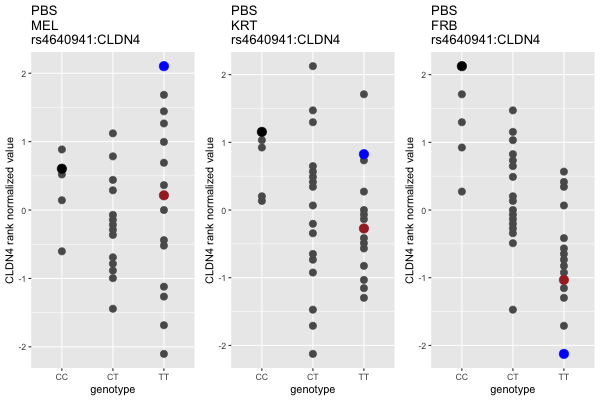 PBS
MEL
rs4640941:CLDN4
CLDN4 rank normalized value
2
1
0
-1
-2
CC
CT
TT
genotype
PBS
KRT
rs4640941:CLDN4
CLDN4 rank normalized value
2
1
0
-1
-2
CC
CT
TT
genotype
PBS
FRB
rs4640941:CLDN4
CLDN4 rank normalized value
2
1
0
-1
-2
CC
CT
TT
genotype